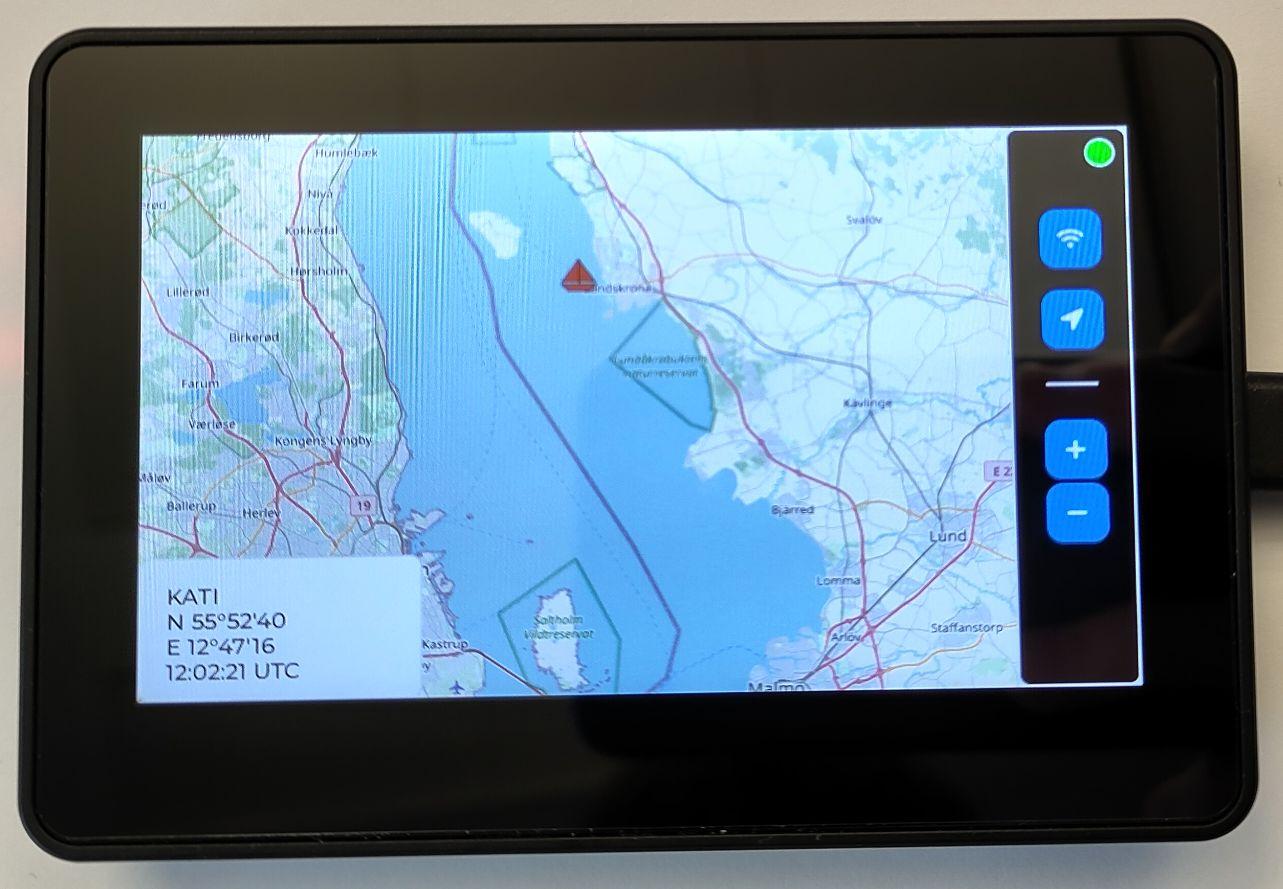 Fredensborg
Humlebæk
Nivå
erød
Kokkedal
Svalöv
Hørsholm
Lillerød
Landskrona
Birkerød
naturreservat
Farum
Kävlinge
Værløse
Kongens Lyngby
E 2
Måløv
Ballerup
Herlev
19
Bjärred
Lund
Lomma
KATI
N 55°52'40
E 12°47'16
12:02:21 UTC
Saltholm
Vildtreservat
Staffanstorp
Arlöv
Kastrup
Malmö